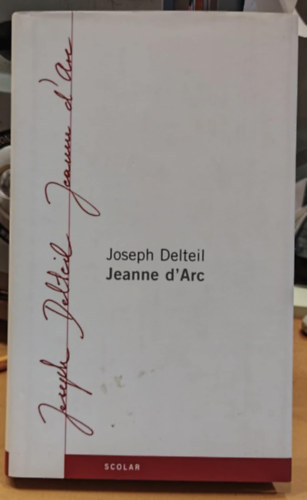 Joseph Delteil Jeanne d'Arc
Joseph Delteil
Jeanne d'Arc
SCOLAR